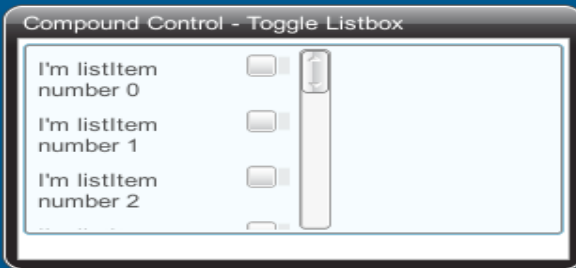 Compound Control - Toggle Listbox
I'm listItem
number 0
I'm listItem
number 1
I'm listItem
number 2